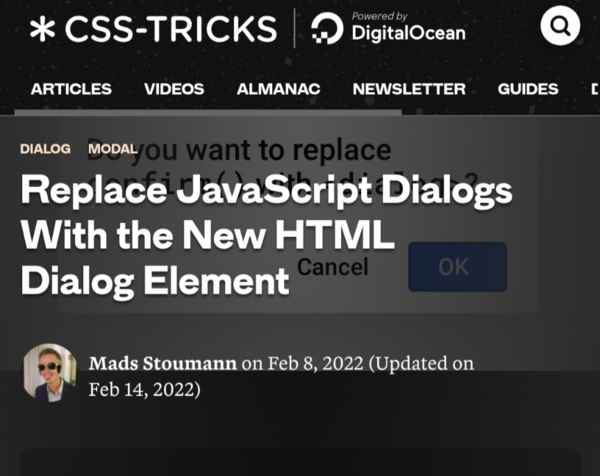 * CSS-TRICKS
Powered by
DigitalOcean
ARTICLES VIDEOS ALMANAC NEWSLETTER GUIDES
DIALOG MODAL
Do you want to replace
Replace JavaScript Dialogs
With the New HTML
Dialog Element
Cancel OK
Mads Stoumann on Feb 8, 2022 (Updated on
Feb 14, 2022)